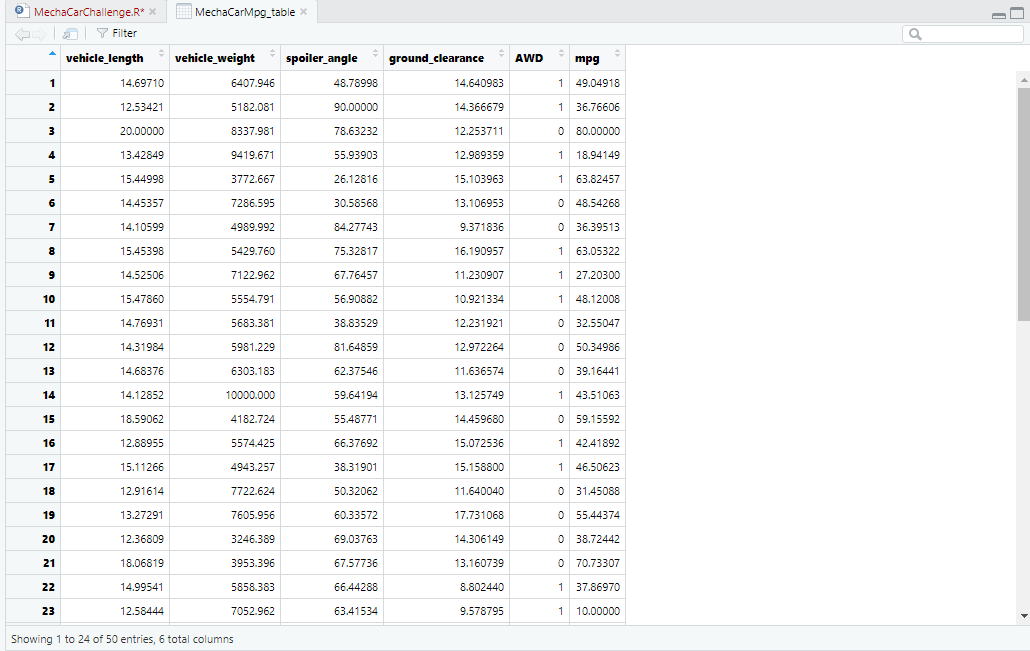 MechaCarChallenge.R* MechaCarMpg_table
Filter
vehicle_length vehicle_weight spoiler_angle ground_clearance AWD mpg
1 14.69710 6407.946 48.78998 14.640983 1 49.04918
2 12.53421 5182.081 90.00000 14.366679 1 36.76606
3 20.00000 8337.981 78.63232 12.253711 0 80.00000
4 13.42849 9419.671 55.93903 12.989359 1 18.94149
5 15.44998 3772.667 26.12816 15.103963 1 63.82457
6 14.45357 7286.595 30.58568 13.106953 0 48.54268
7 14.10599 4989.992 84.27743 9.371836 0 36.39513
8 15.45398 5429.760 75.32817 16.190957 1 63.05322
9 14.52506 7122.962 67.76457 11.230907 1 27.20300
10 15.47860 5554.791 56.90882 10.921334 1 48.12008
11 14.76931 5683.381 38.83529 12.231921 0 32.55047
12 14.31984 5981.229 81.64859 12.972264 0 50.34986
13 14.68376 6303.183 62.37546 11.636574 0 39.16441
14 14.12852 10000.000 59.64194 13.125749 1 43.51063
15 18.59062 4182.724 55.48771 14.459680 0 59.15592
16 12.88955 5574.425 66.37692 15.072536 1 42.41892
17 15.11266 4943.257 38.31901 15.158800 1 46.50623
18 12.91614 7722.624 50.32062 11.640040 0 31.45088
19 13.27291 7605.956 60.33572 17.731068 0 55.44374
20 12.36809 3246.389 69.03763 14.306149 0 38.72442
21 18.06819 3953.396 67.57736 13.160739 0 70.73307
22 14.99541 5858.383 66.44288 8.802440 1 37.86970
23 12.58444 7052.962 63.41534 9.578795 1 10.00000
Showing 1 to 24 of 50 entries, 6 total columns